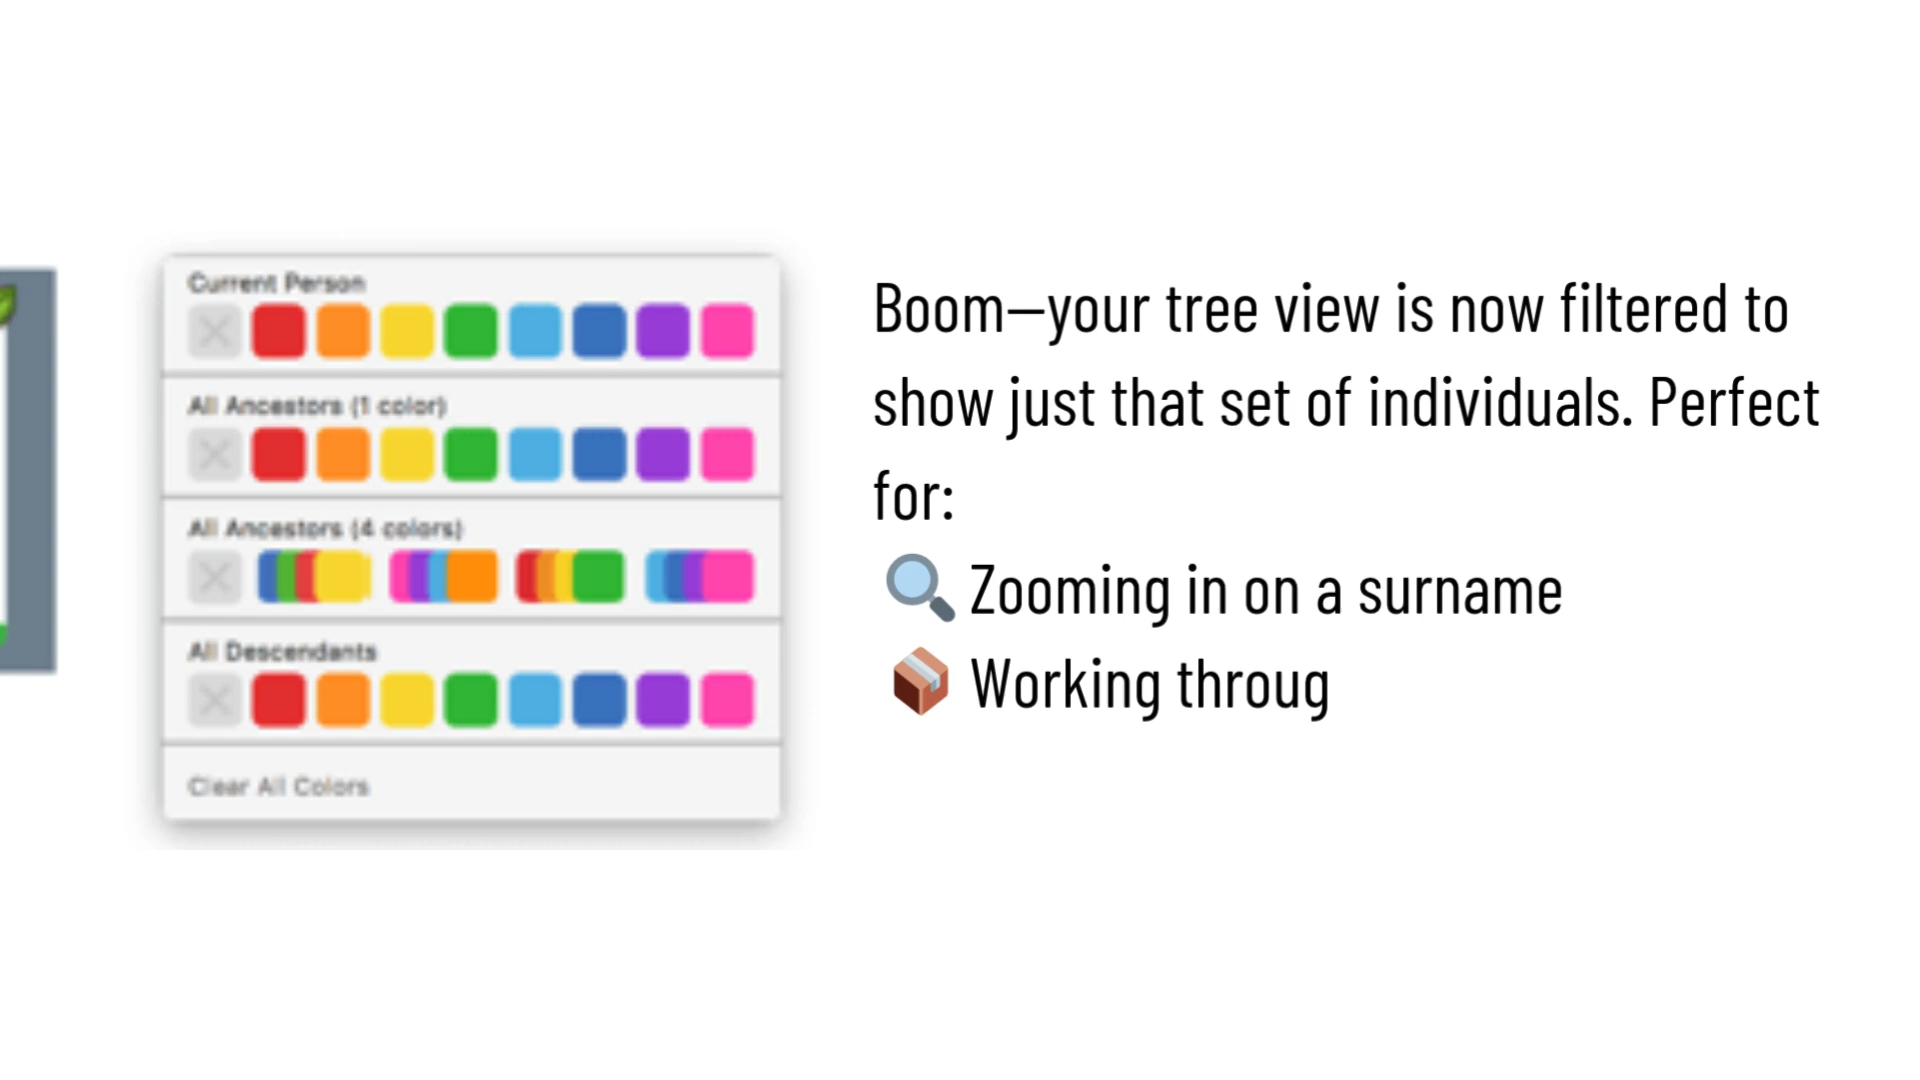 Current Person
All Ancestors (1 color)
All Ancestors (4 colors)
All Descendants
Clear All Colors
Boom—your tree view is now filtered to
show just that set of individuals. Perfect
for:
🔍 Zooming in on a surname
📦 Working throug